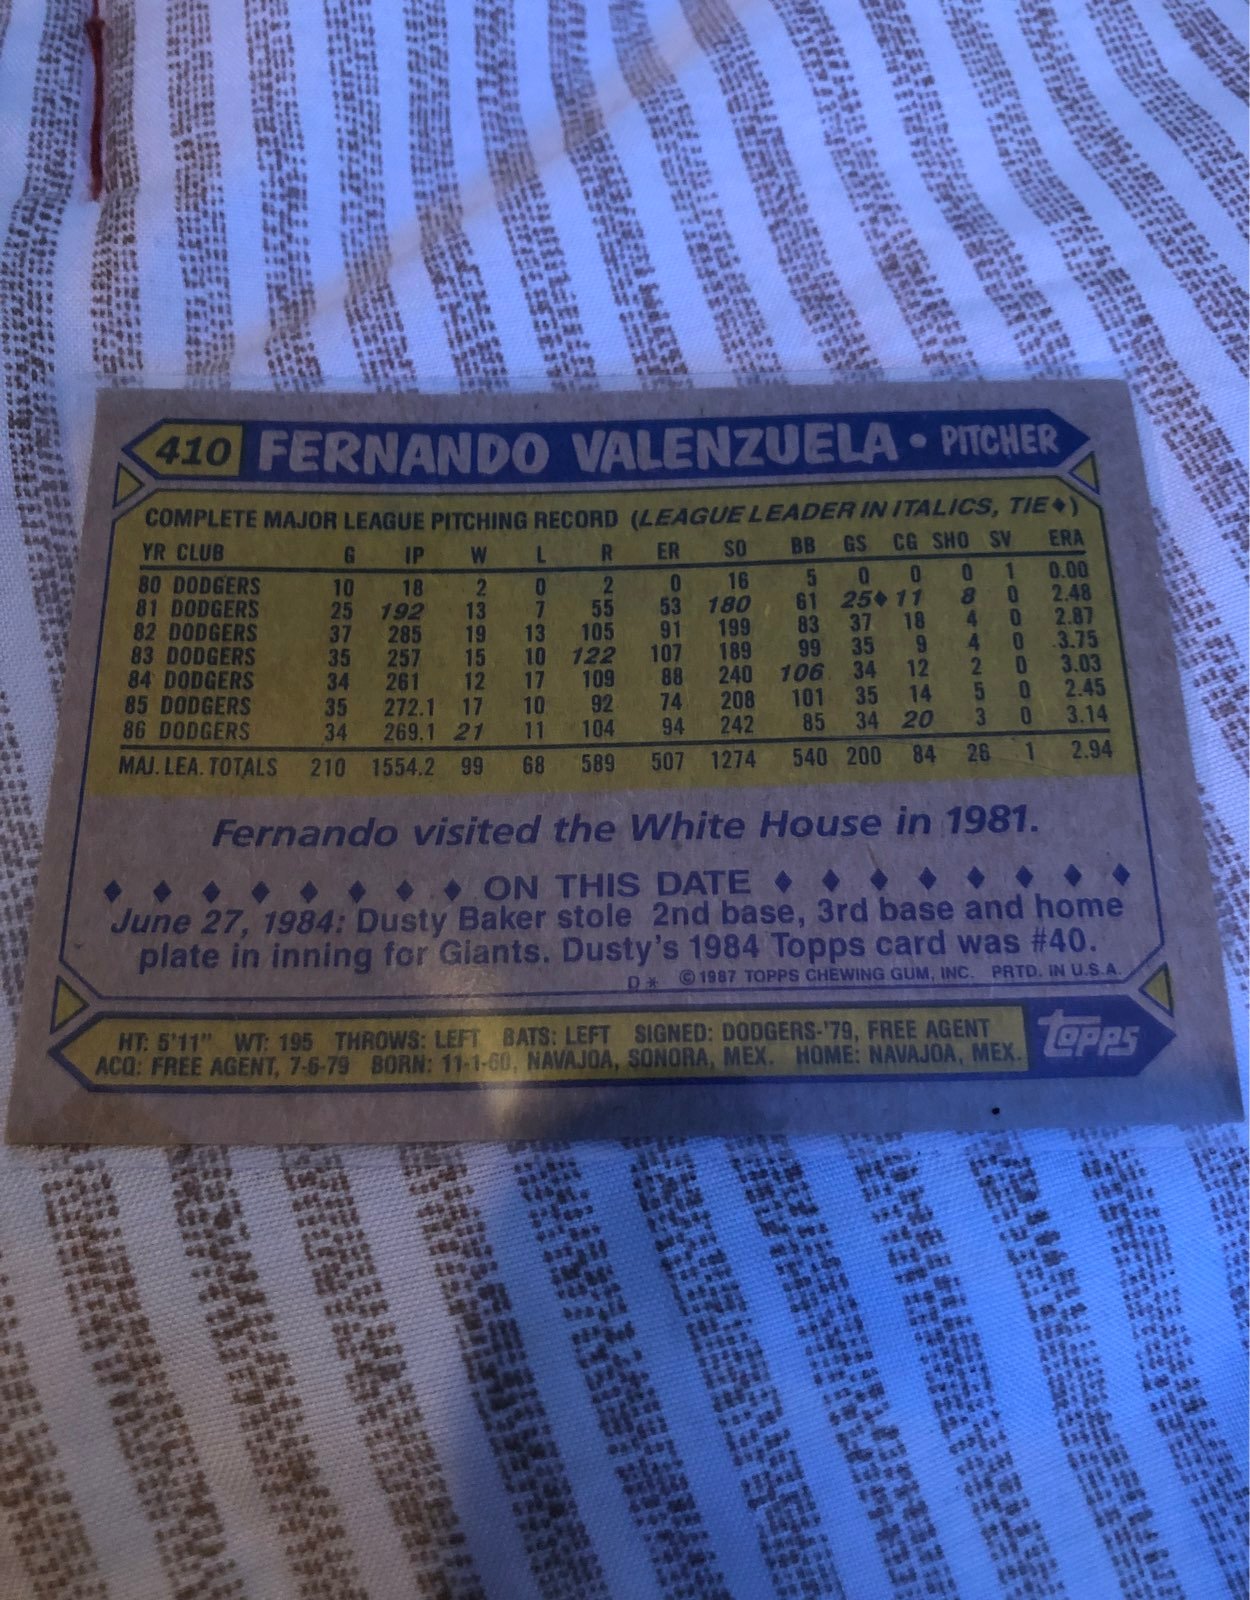 410 FERNANDO VALENZUELA • PITCHER
COMPLETE MAJOR LEAGUE PITCHING RECORD (LEAGUE LEADER IN ITALICS, TIE♦)
YR CLUB G IP W L R ER SO BB GS CG SHO SV ERA
80 DODGERS 10 18 2 0 2 0 16 5 0 0 0 1 0.00
81 DODGERS 25 192 13 7 55 53 180 61 25♦ 11 8 0 2.48
82 DODGERS 37 285 19 13 105 91 199 83 37 18 4 0 2.87
83 DODGERS 35 257 15 10 122 107 189 99 35 9 4 0 3.75
84 DODGERS 34 261 12 17 109 88 240 106 34 12 2 0 3.03
85 DODGERS 35 272.1 17 10 92 74 208 101 35 14 5 0 2.45
86 DODGERS 34 269.1 21 11 104 94 242 85 34 20 3 0 3.14
MAJ. LEA. TOTALS 210 1554.2 99 68 589 507 1274 540 200 84 26 1 2.94
Fernando visited the White House in 1981.
♦ ♦ ♦ ♦ ♦ ♦ ♦ ♦ ON THIS DATE ♦ ♦ ♦ ♦ ♦ ♦ ♦ ♦
June 27, 1984: Dusty Baker stole 2nd base, 3rd base and home
plate in inning for Giants. Dusty's 1984 Topps card was #40.
D* © 1987 TOPPS CHEWING GUM, INC. PRTD. IN U.S.A.
HT: 5'11" WT: 195 THROWS: LEFT BATS: LEFT SIGNED: DODGERS-'79, FREE AGENT
ACQ: FREE AGENT, 7-6-79 BORN: 11-1-60, NAVAJOA, SONORA, MEX. HOME: NAVAJOA, MEX.
topps